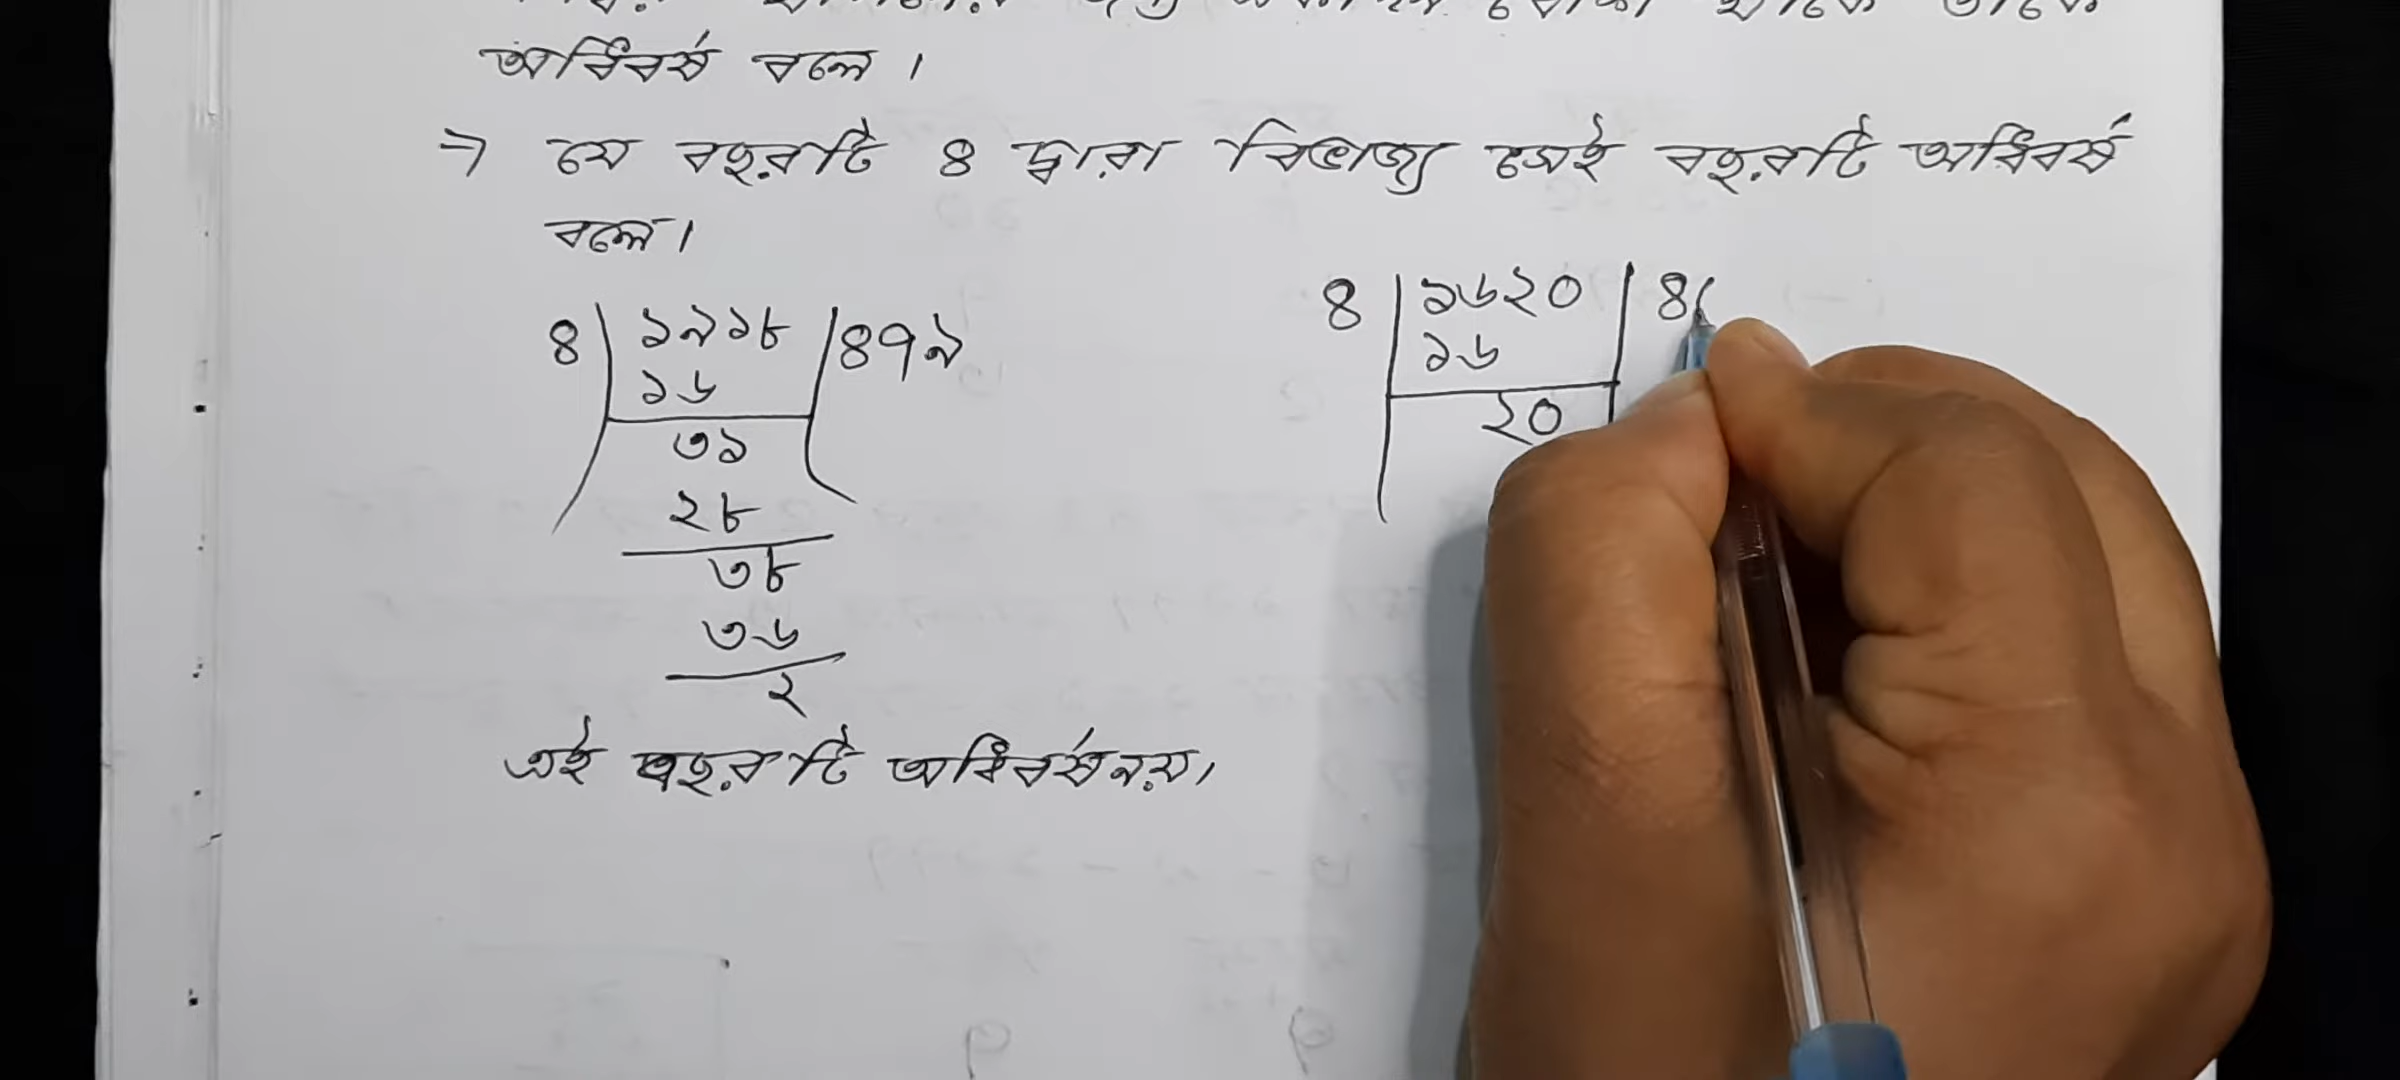 অধিবর্ষ বলে ।
⇒ যে বছরটি ৪ দ্বারা বিভাজ্য সেই বছরটি অধিবর্ষ
বলে ।
৪ ) ১৯১৮ ( ৪৭৯
১৬
৩১
২৮
৩৮
৩৬
২
এই বছরটি অধিবর্ষ নয় ।
৪ | ১৬২০ | ৪
১৬
২০